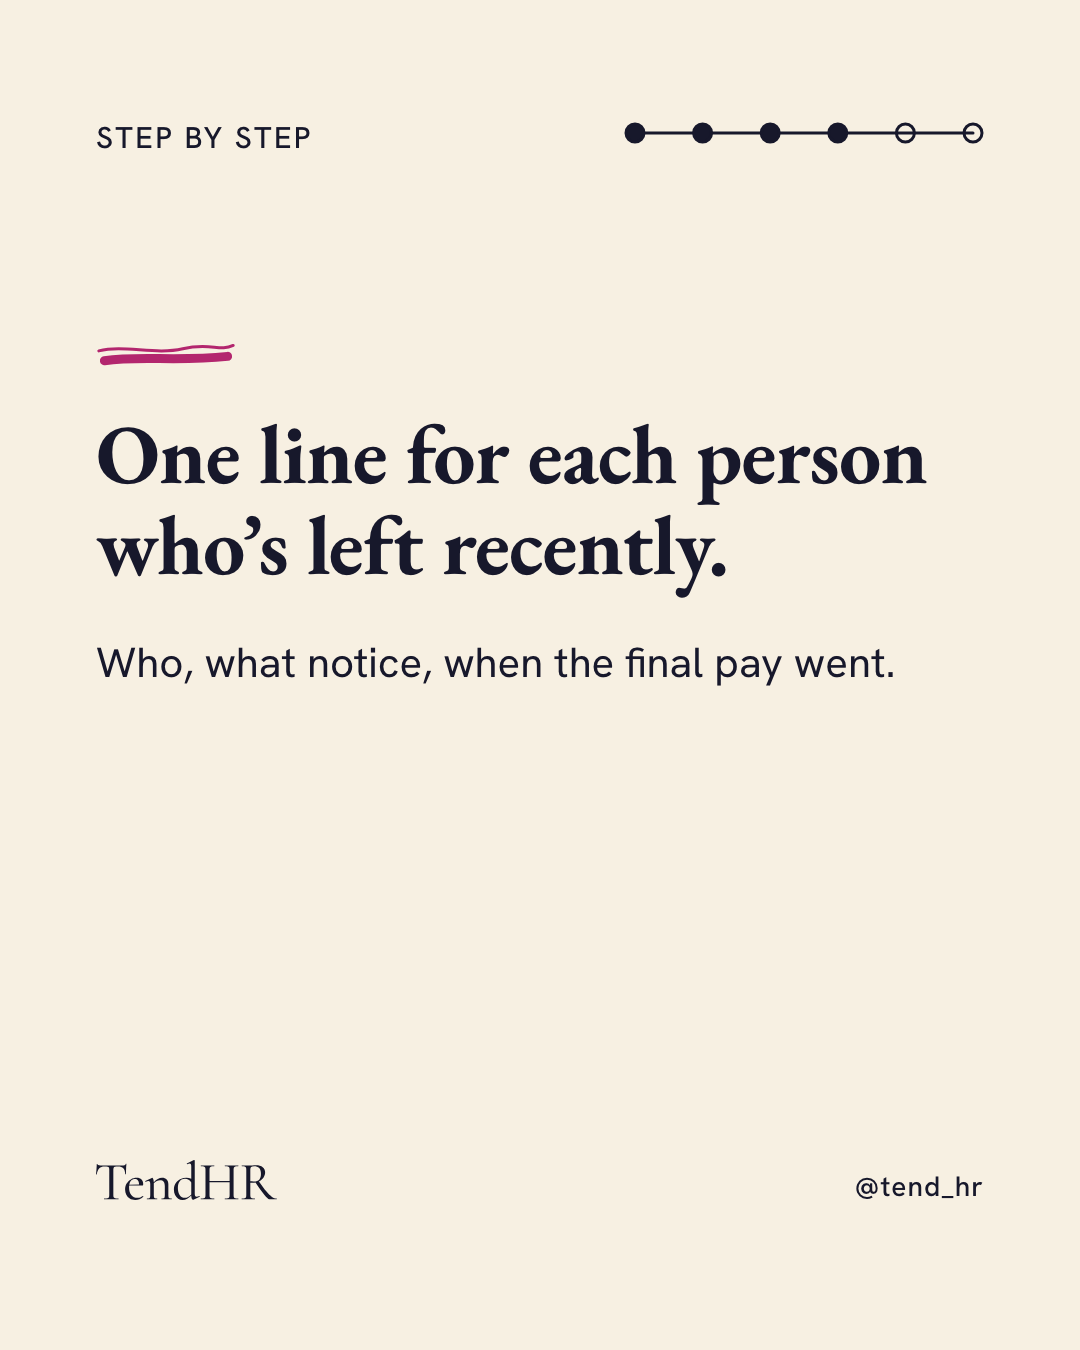 STEP BY STEP
One line for each person
who’s left recently.
Who, what notice, when the final pay went.
TendHR
@tend_hr